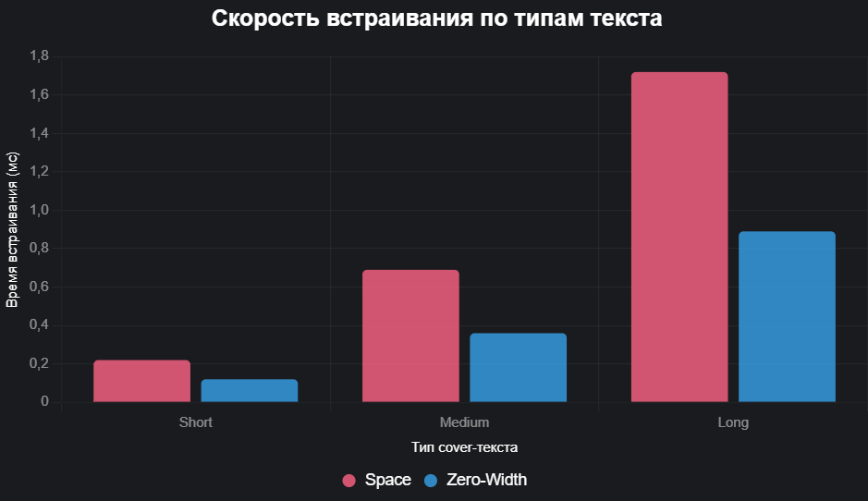 Скорость встраивания по типам текста
Время встраивания (мс)
1,8
1,6
1,4
1,2
1,0
0,8
0,6
0,4
0,2
0
Short Medium Long
Тип cover-текста
Space Zero-Width